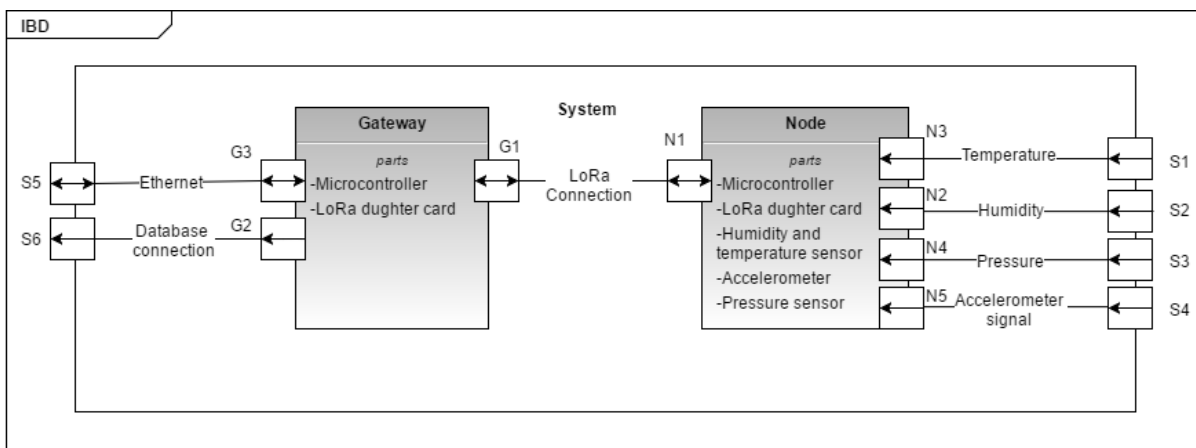 IBD
System
Gateway
parts
-Microcontroller
-LoRa dughter card
G3
G1
G2
S5
Ethernet
S6
Database
connection
LoRa
Connection
N1
Node
parts
-Microcontroller
-LoRa dughter card
-Humidity and
temperature sensor
-Accelerometer
-Pressure sensor
N3
Temperature
S1
N2
Humidity
S2
N4
Pressure
S3
N5
Accelerometer
signal
S4